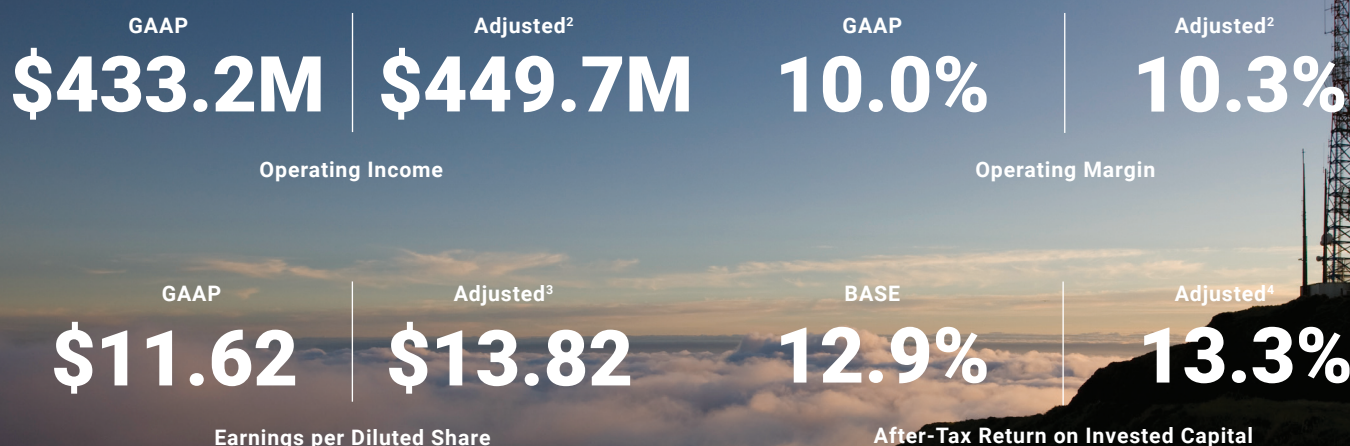 GAAP Adjusted² GAAP Adjusted²
$433.2M $449.7M 10.0% 10.3%
Operating Income Operating Margin
GAAP Adjusted³ BASE Adjusted⁴
$11.62 $13.82 12.9% 13.3%
Earnings per Diluted Share After-Tax Return on Invested Capital